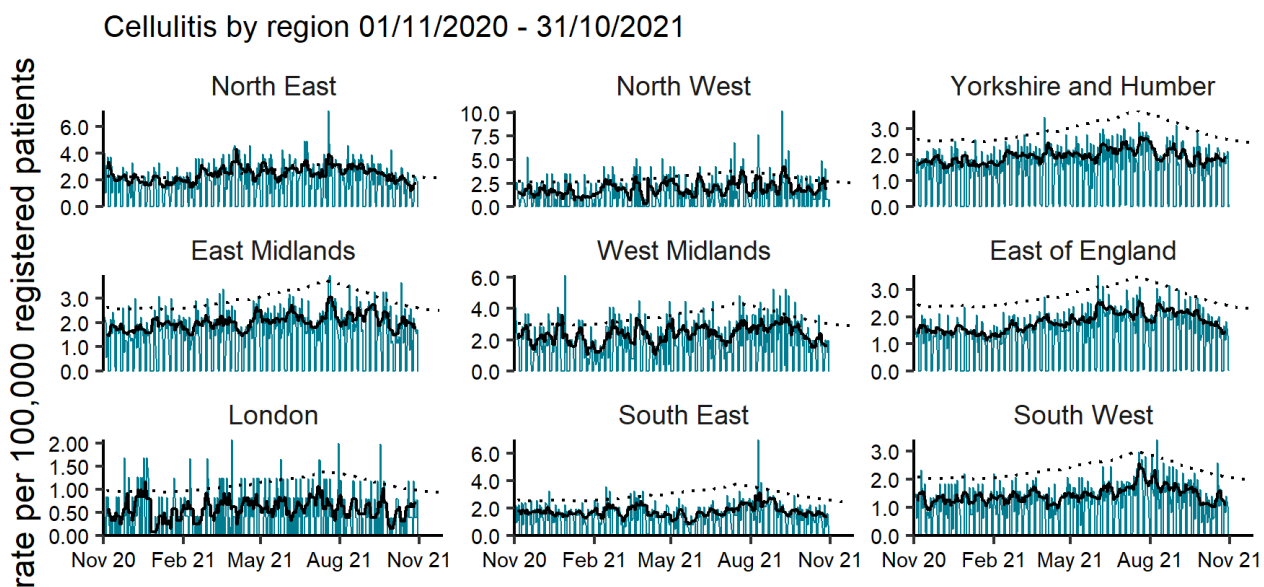 Cellulitis by region 01/11/2020 - 31/10/2021
rate per 100,000 registered patients
North East
6.0
4.0
2.0
0.0
North West
10.0
7.5
5.0
2.5
0.0
Yorkshire and Humber
3.0
2.0
1.0
0.0
East Midlands
3.0
2.0
1.0
0.0
West Midlands
6.0
4.0
2.0
0.0
East of England
3.0
2.0
1.0
0.0
London
2.00
1.50
1.00
0.50
0.00
Nov 20 Feb 21 May 21 Aug 21 Nov 21
South East
6.0
4.0
2.0
0.0
Nov 20 Feb 21 May 21 Aug 21 Nov 21
South West
3.0
2.0
1.0
0.0
Nov 20 Feb 21 May 21 Aug 21 Nov 21